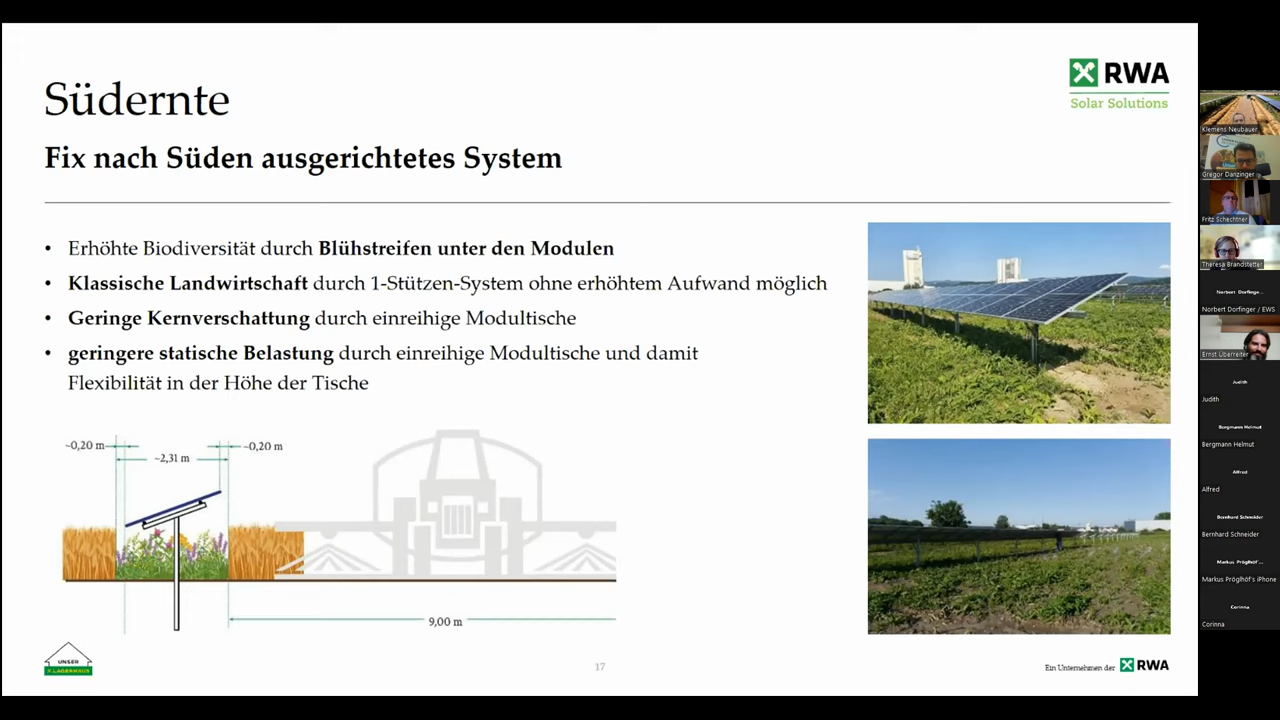 Südernte
Fix nach Süden ausgerichtetes System
RWA
Solar Solutions
• Erhöhte Biodiversität durch Blühstreifen unter den Modulen
• Klassische Landwirtschaft durch 1-Stützen-System ohne erhöhtem Aufwand möglich
• Geringe Kernverschattung durch einreihige Modultische
• geringere statische Belastung durch einreihige Modultische und damit
Flexibilität in der Höhe der Tische
~0,20 m
~0,20 m
~2,31 m
9,00 m
UNSER
LAGERHAUS
17
Ein Unternehmen der RWA
Klemens Neubauer
Gregor Danzinger
Fritz Schechtner
Theresa Brandstetter
Norbert Dorfinge...
Norbert Dorfinger / EWS
Ernst Überreiter
Judith
Judith
Bergmann Helmut
Bergmann Helmut
Alfred
Alfred
Bernhard Schneider
Bernhard Schneider
Markus Pröglhöf'...
Markus Pröglhöf's iPhone
Corinna
Corinna